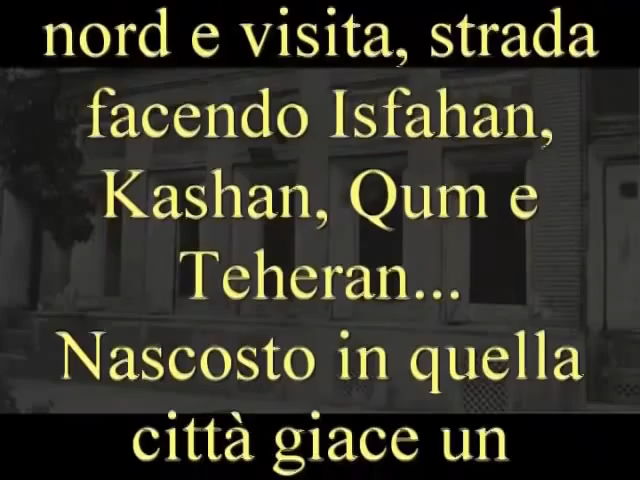 nord e visita, strada
facendo Isfahan,
Kashan, Qum e
Teheran...
Nascosto in quella
città giace un